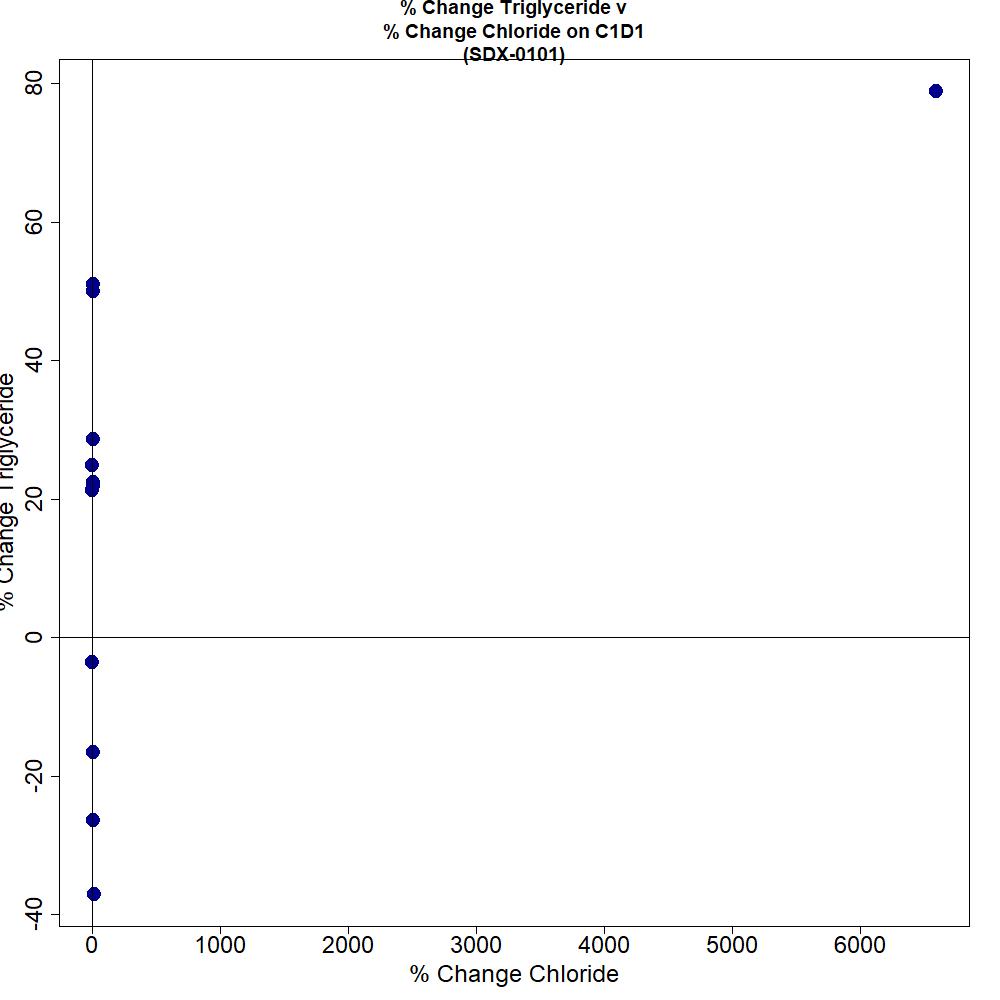 % Change Triglyceride v
% Change Chloride on C1D1
(SDX-0101)
80
60
40
20
0
-20
-40
% Change Triglyceride
0 1000 2000 3000 4000 5000 6000
% Change Chloride